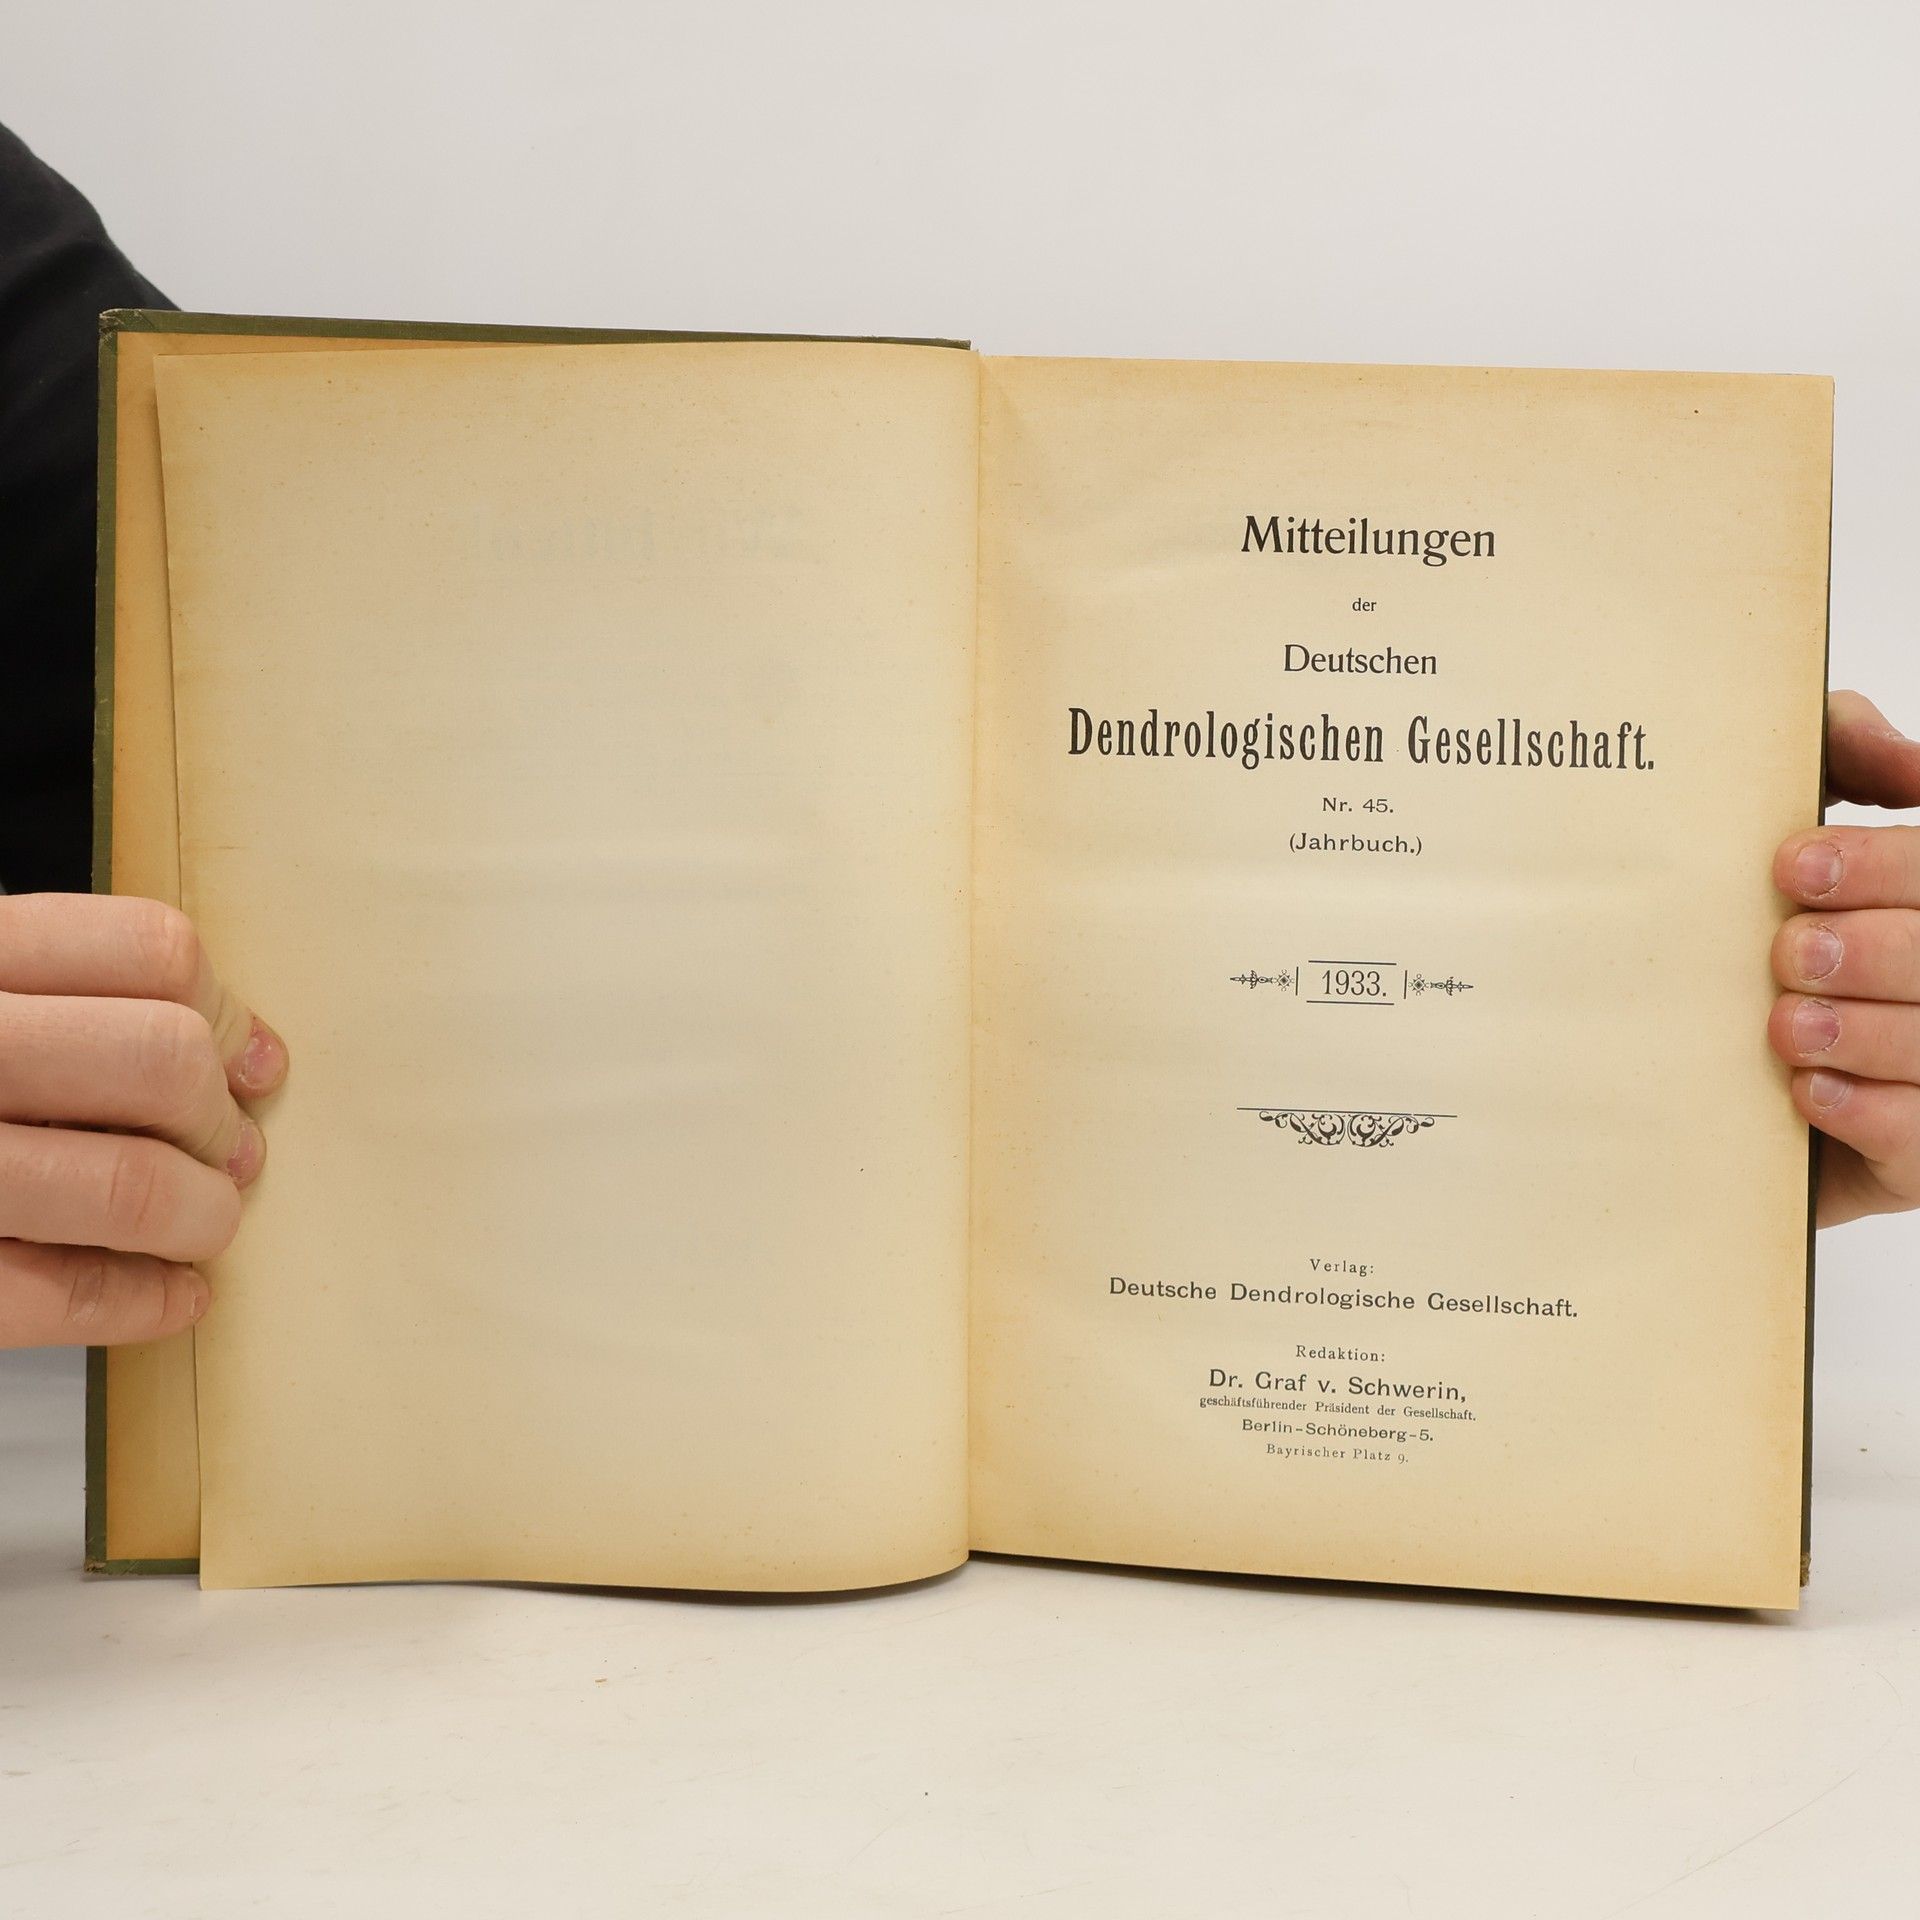 Mitteilungen
der
Deutschen
Dendrologischen Gesellschaft.
Nr. 45.
(Jahrbuch.)
1933.
Verlag:
Deutsche Dendrologische Gesellschaft.
Redaktion:
Dr. Graf v. Schwerin,
geschäftsführender Präsident der Gesellschaft.
Berlin-Schöneberg-5.
Bayrischer Platz 9.